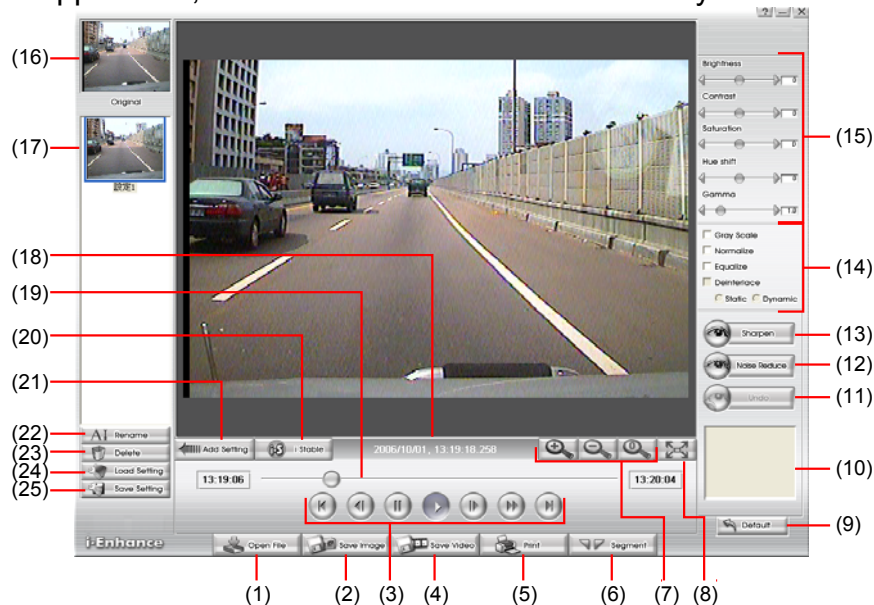 (16)
Original
(17)
設定1
(18)
(19)
(20)
(21)
(22)
Rename
(23)
Delete
(24)
Load Setting
(25)
Save Setting
Add Setting
i Stable
2006/10/01, 13:19:18.258
13:19:06
13:20:04
i-Enhance
Open File
Save Image
Save Video
Print
Segment
Brightness
0
Contrast
0
Saturation
0
Hue shift
0
Gamma
1.0
(15)
Gray Scale
Normalize
Equalize
Deinterlace
Static
Dynamic
(14)
Sharpen
(13)
Noise Reduce
(12)
Undo
(11)
(10)
Default
(9)
(1)
(2)
(3)
(4)
(5)
(6)
(7)
(8)